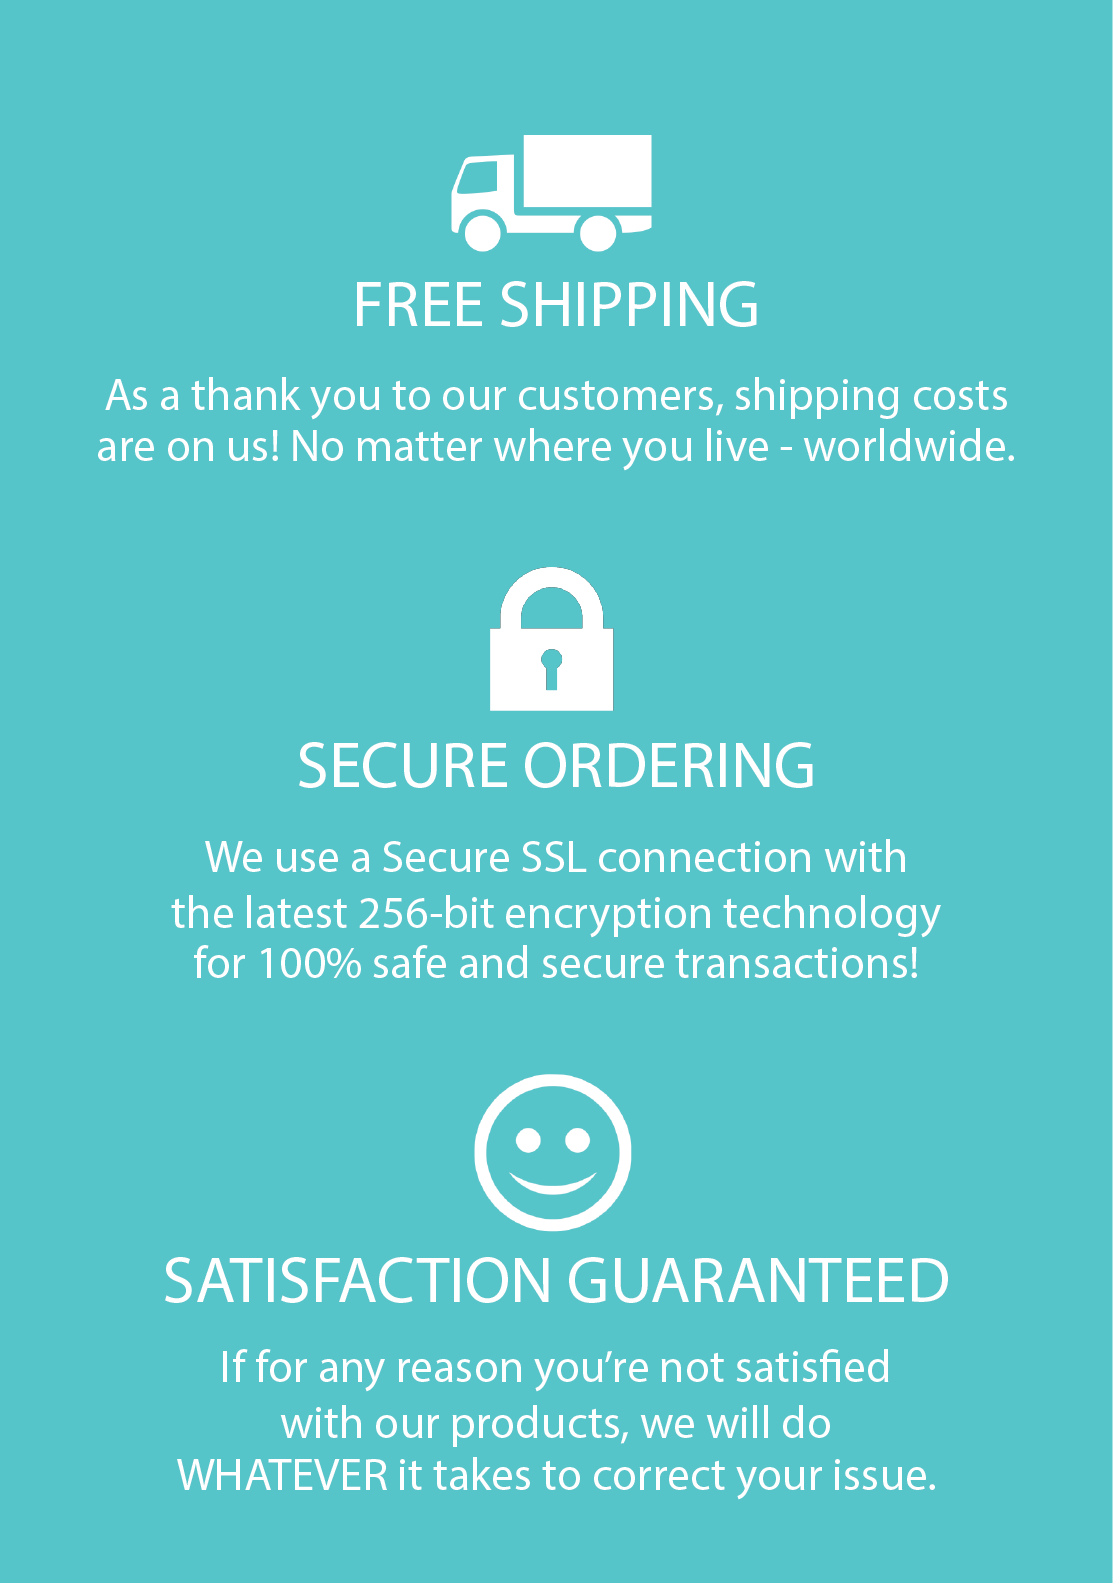 FREE SHIPPING
As a thank you to our customers, shipping costs
are on us! No matter where you live - worldwide.
SECURE ORDERING
We use a Secure SSL connection with
the latest 256-bit encryption technology
for 100% safe and secure transactions!
SATISFACTION GUARANTEED
If for any reason you’re not satisfied
with our products, we will do
WHATEVER it takes to correct your issue.